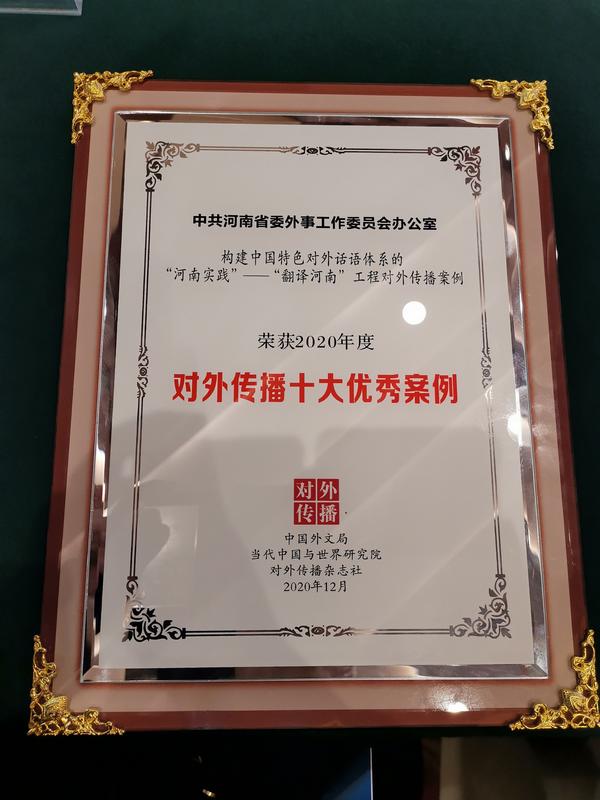 中共河南省委外事工作委员会办公室
构建中国特色对外话语体系的
“河南实践”——“翻译河南”工程对外传播案例
荣获2020年度
对外传播十大优秀案例
对外
传播
中国外文局
当代中国与世界研究院
对外传播杂志社
2020年12月